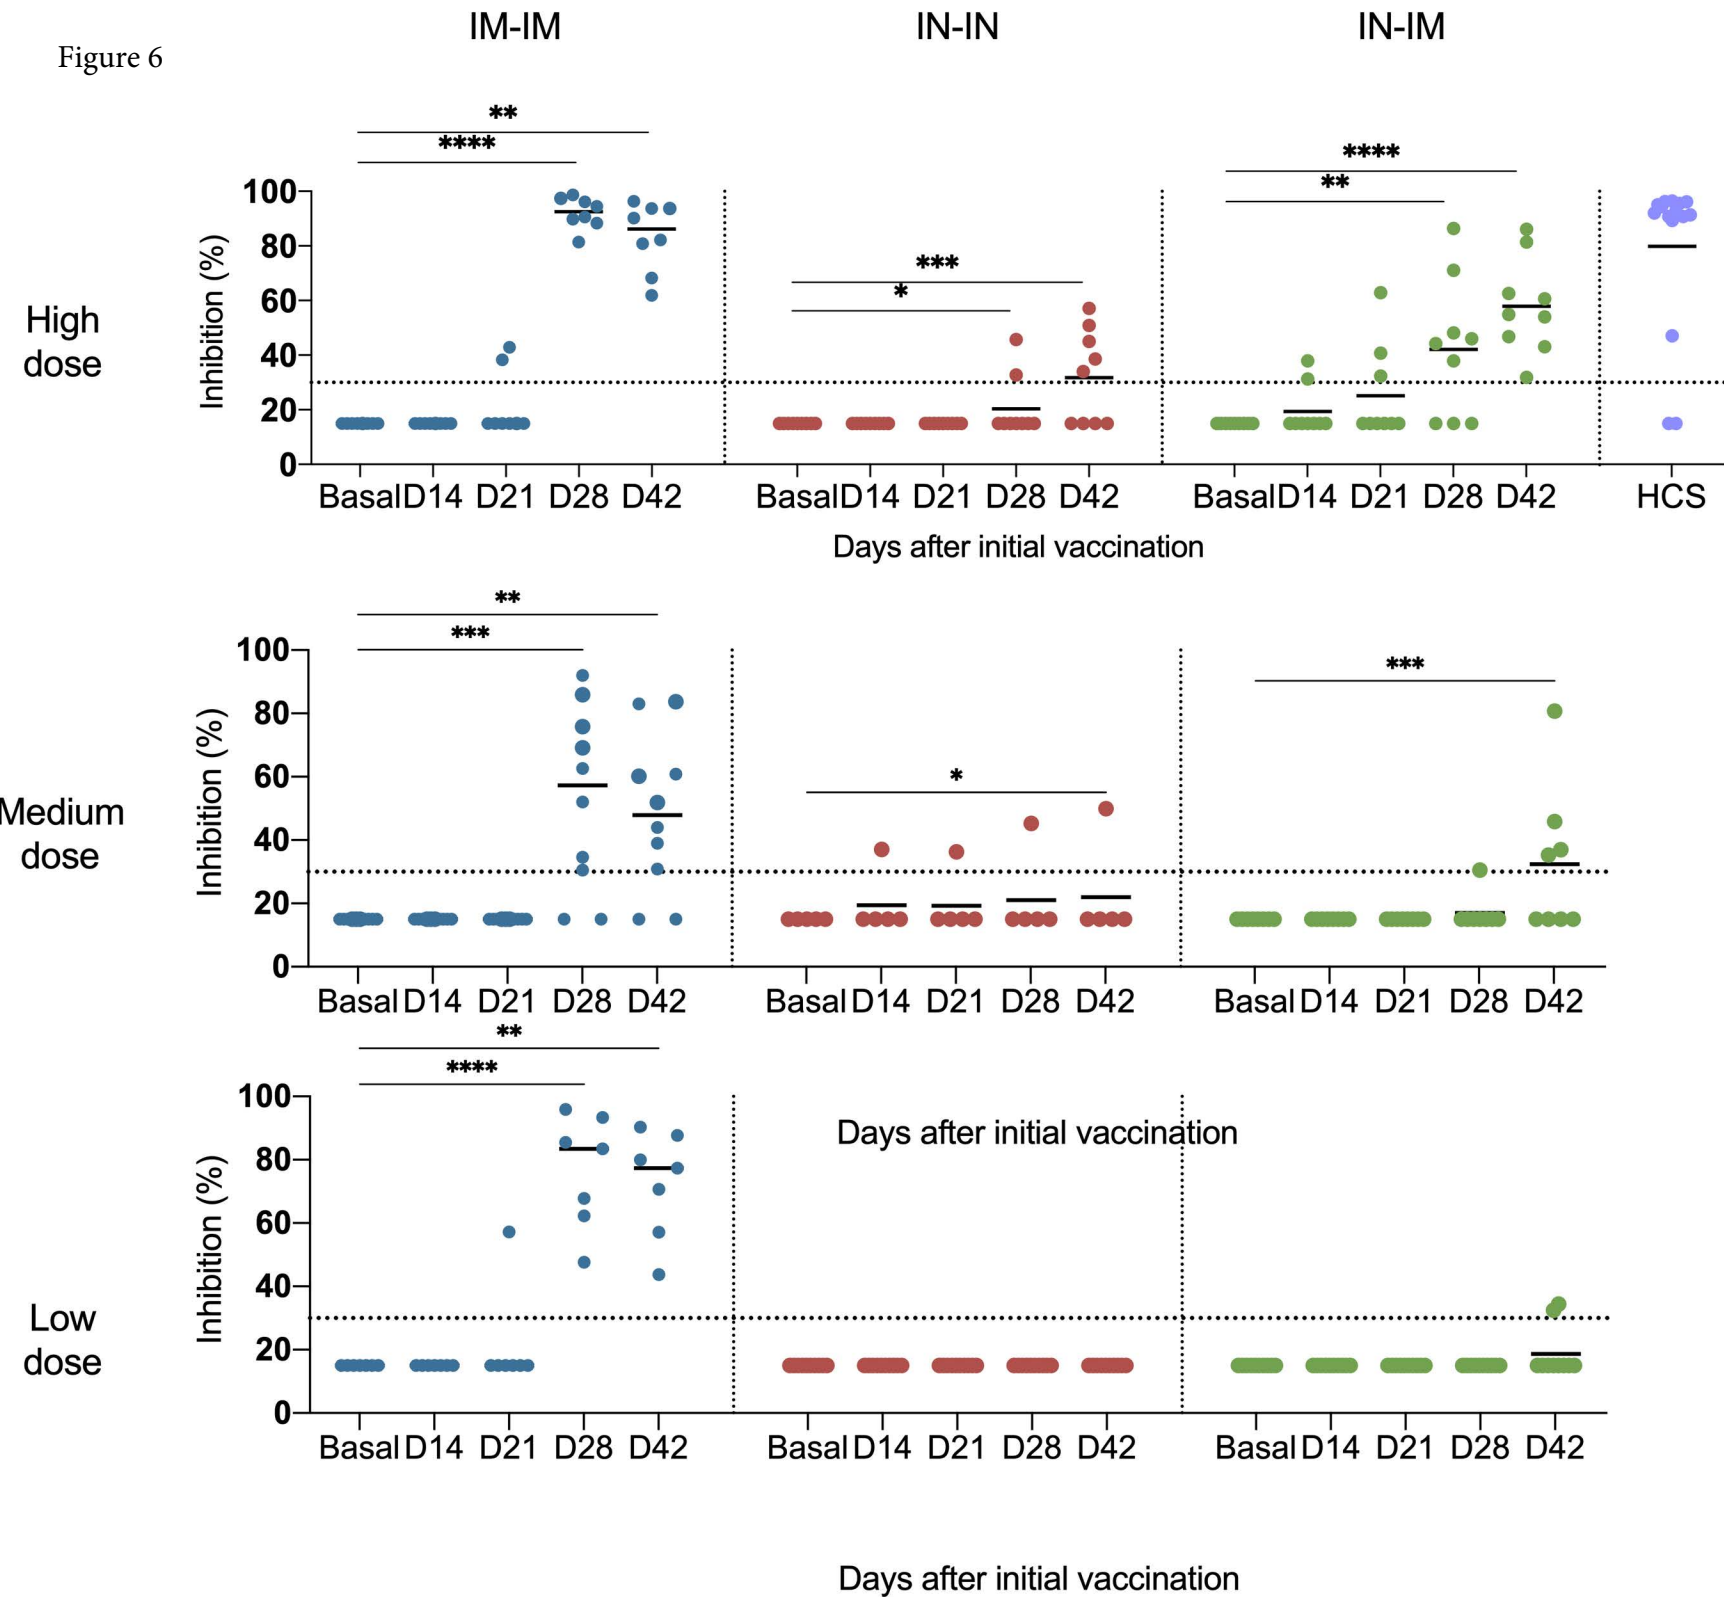 IM-IM IN-IN IN-IM
Figure 6
**
****
***
*
****
**
High
dose
Inhibition (%)
100
80
60
40
20
0
Basal D14 D21 D28 D42 Basal D14 D21 D28 D42 Basal D14 D21 D28 D42 HCS
Days after initial vaccination
**
***
*
***
Medium
dose
Inhibition (%)
100
80
60
40
20
0
Basal D14 D21 D28 D42 Basal D14 D21 D28 D42 Basal D14 D21 D28 D42
**
****
Days after initial vaccination
Low
dose
Inhibition (%)
100
80
60
40
20
0
Basal D14 D21 D28 D42 Basal D14 D21 D28 D42 Basal D14 D21 D28 D42
Days after initial vaccination